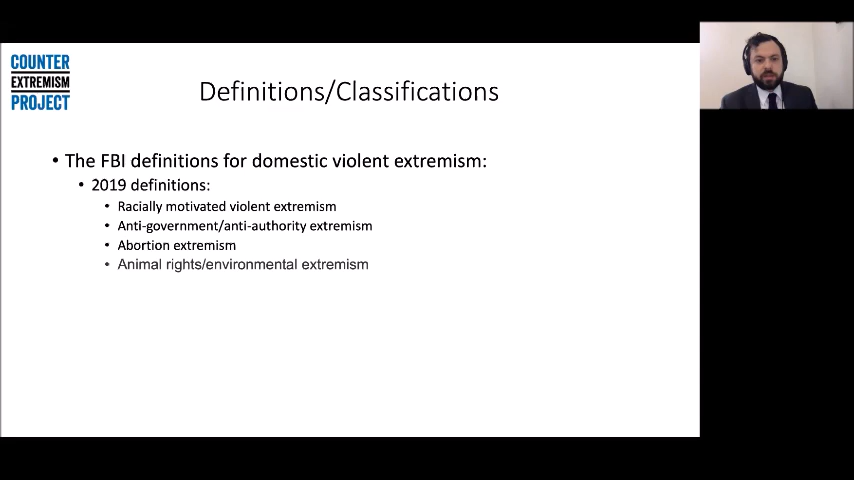 COUNTER
EXTREMISM
PROJECT
Definitions/Classifications
• The FBI definitions for domestic violent extremism:
• 2019 definitions:
• Racially motivated violent extremism
• Anti-government/anti-authority extremism
• Abortion extremism
• Animal rights/environmental extremism